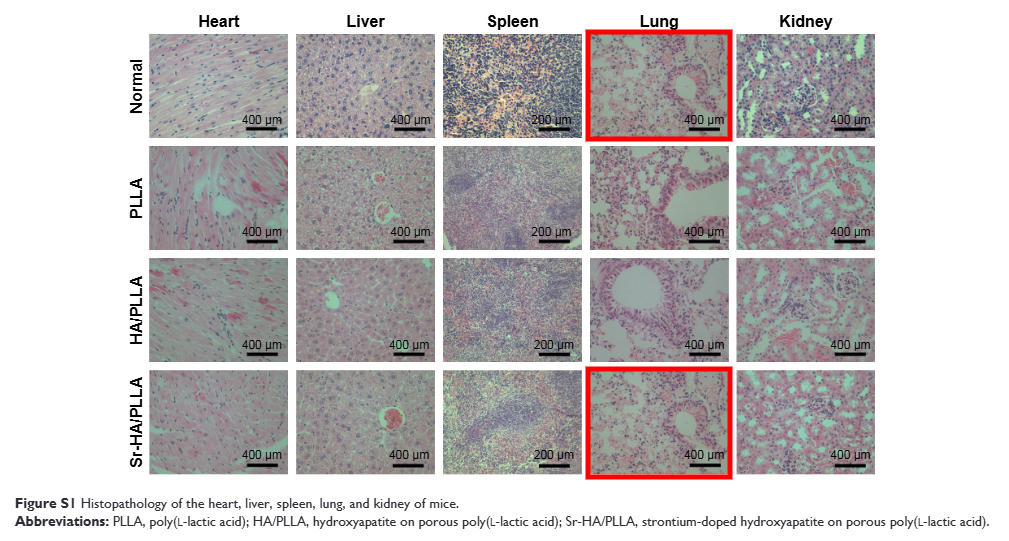 Heart Liver Spleen Lung Kidney
Normal
400 µm 400 µm 200 µm 400 µm 400 µm
PLLA
400 µm 400 µm 200 µm 400 µm 400 µm
HA/PLLA
400 µm 400 µm 200 µm 400 µm 400 µm
Sr-HA/PLLA
400 µm 400 µm 200 µm 400 µm 400 µm
Figure S1 Histopathology of the heart, liver, spleen, lung, and kidney of mice.
Abbreviations: PLLA, poly(L-lactic acid); HA/PLLA, hydroxyapatite on porous poly(L-lactic acid); Sr-HA/PLLA, strontium-doped hydroxyapatite on porous poly(L-lactic acid).